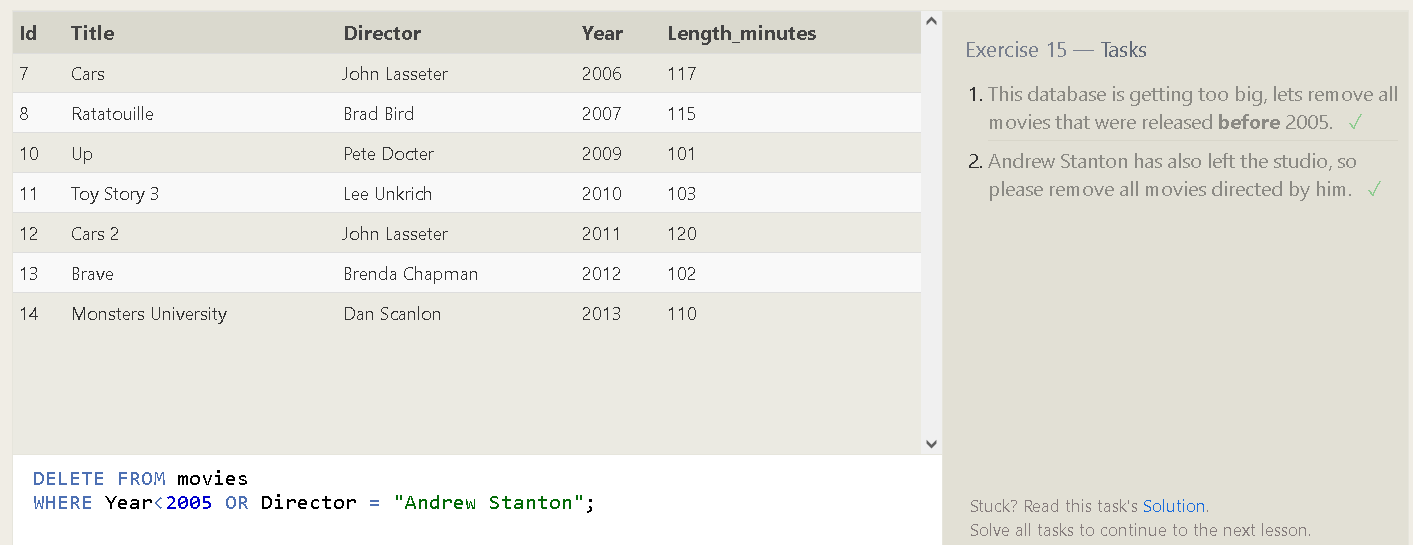 Id Title Director Year Length_minutes
7 Cars John Lasseter 2006 117
8 Ratatouille Brad Bird 2007 115
10 Up Pete Docter 2009 101
11 Toy Story 3 Lee Unkrich 2010 103
12 Cars 2 John Lasseter 2011 120
13 Brave Brenda Chapman 2012 102
14 Monsters University Dan Scanlon 2013 110
DELETE FROM movies
WHERE Year<2005 OR Director = "Andrew Stanton";
Exercise 15 — Tasks
1. This database is getting too big, lets remove all
movies that were released before 2005. ✓
2. Andrew Stanton has also left the studio, so
please remove all movies directed by him. ✓
Stuck? Read this task's Solution.
Solve all tasks to continue to the next lesson.